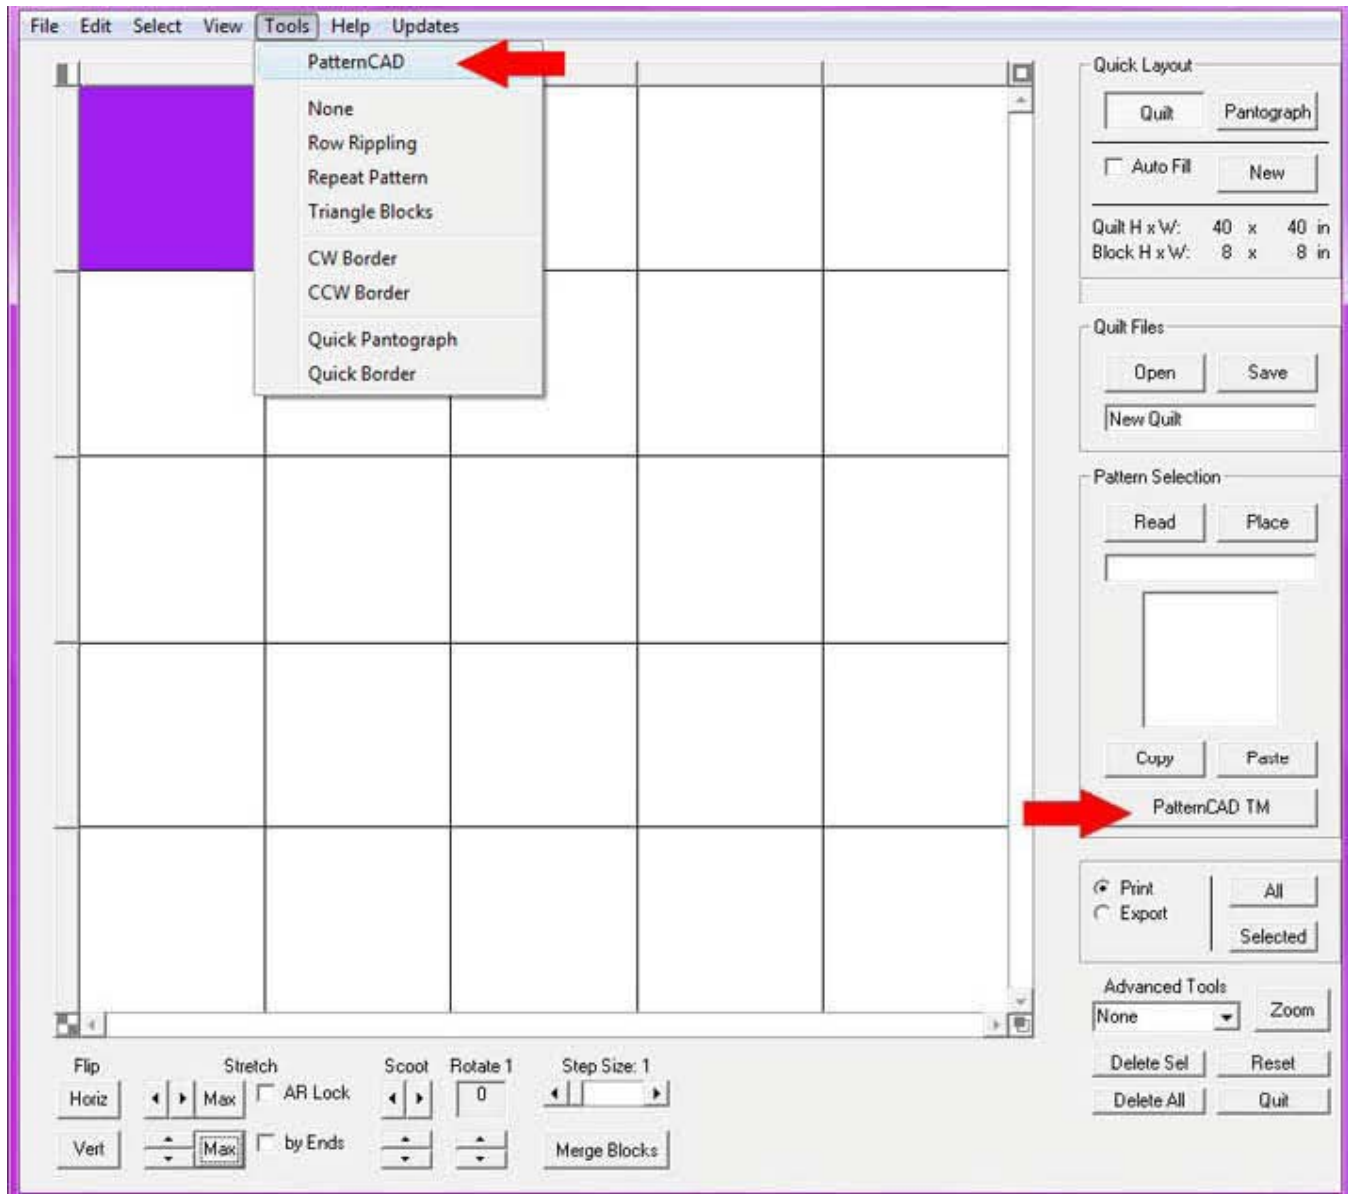 File Edit Select View Tools Help Updates
PatternCAD
None
Row Rippling
Repeat Pattern
Triangle Blocks
CW Border
CCW Border
Quick Pantograph
Quick Border
Quick Layout
Quilt Pantograph
Auto Fill New
Quilt H x W: 40 x 40 in
Block H x W: 8 x 8 in
Quilt Files
Open Save
New Quilt
Pattern Selection
Read Place
Copy Paste
PatternCAD TM
Print All
Export
Selected
Advanced Tools
None Zoom
Delete Sel Reset
Delete All Quit
Flip Stretch Scoot Rotate 1 Step Size: 1
Horiz Max AR Lock 0
Vert Max by Ends Merge Blocks